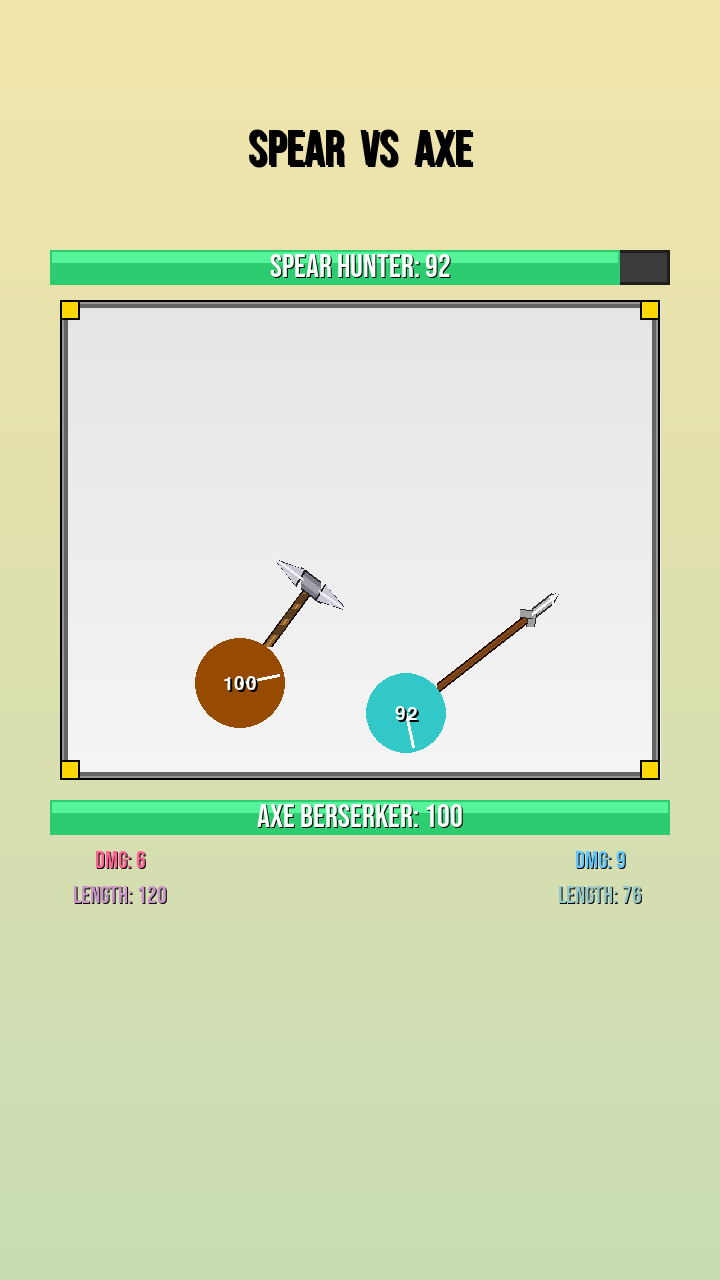 SPEAR VS AXE
SPEAR HUNTER: 92
100
92
AXE BERSERKER: 100
DMG: 6
DMG: 9
LENGTH: 120
LENGTH: 76